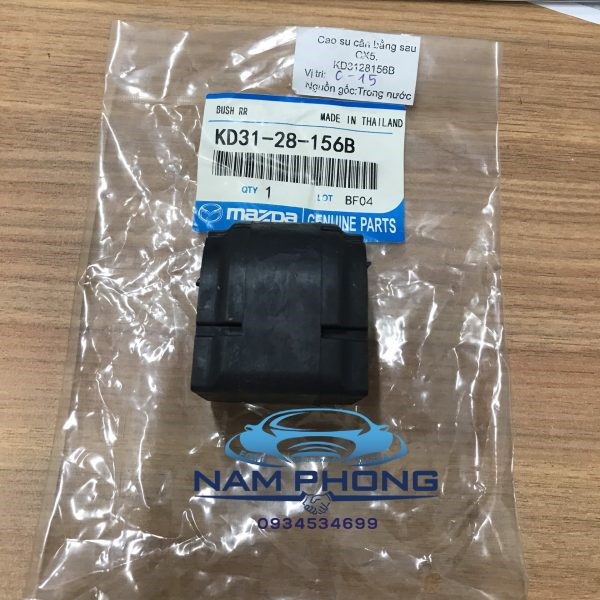 Cao su cân bằng sau
CX5.
KD3128156B
Vị trí: C-15
Nguồn gốc:Trong nước
BUSH RR
MADE IN THAILAND
KD31-28-156B
QTY 1
LOT BF04
mazda GENUINE PARTS
NAM PHONG
0934534699